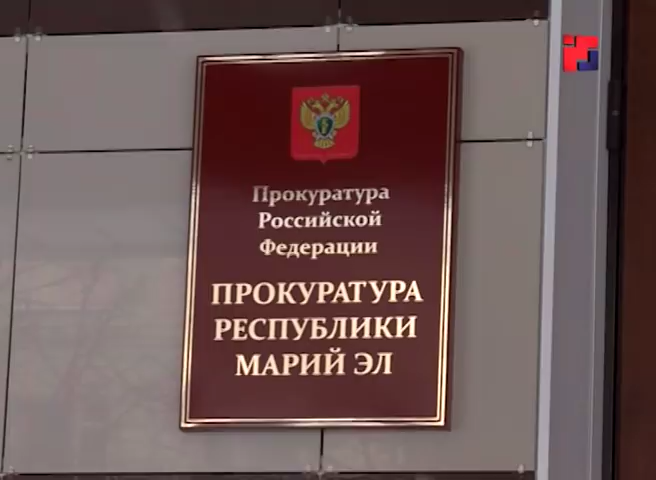 Прокуратура
Российской
Федерации
ПРОКУРАТУРА
РЕСПУБЛИКИ
МАРИЙ ЭЛ